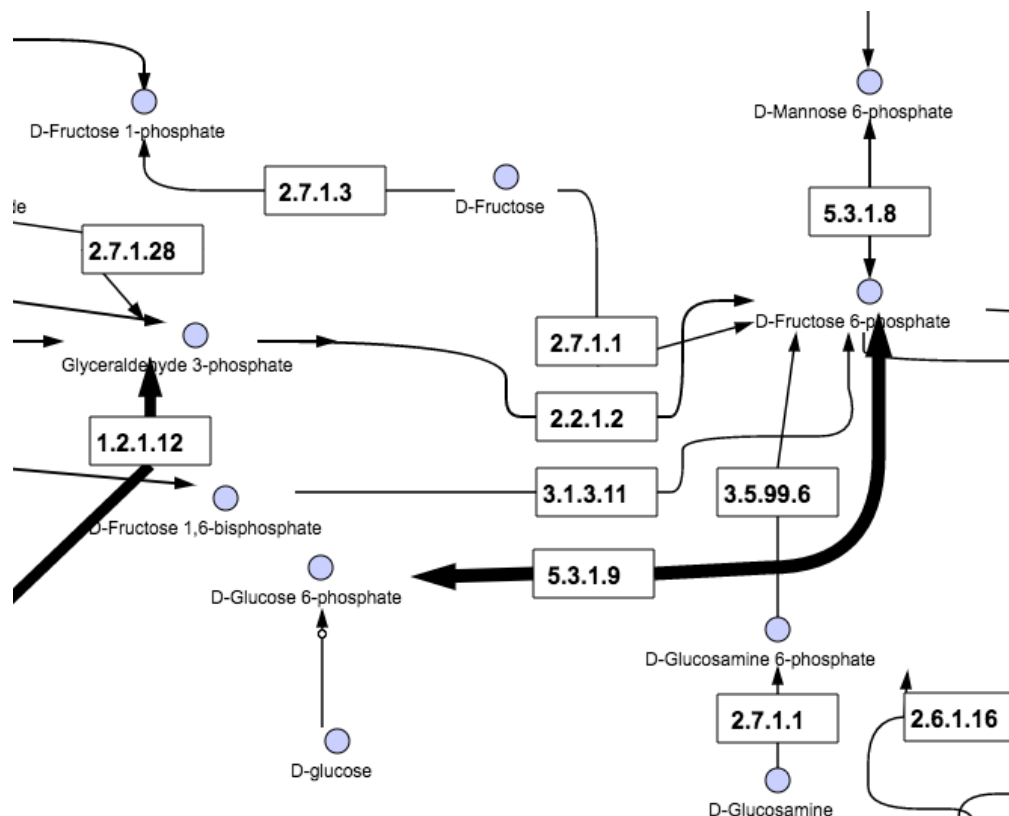 D-Mannose 6-phosphate
D-Fructose 1-phosphate
2.7.1.3
D-Fructose
5.3.1.8
de
2.7.1.28
D-Fructose 6-phosphate
2.7.1.1
Glyceraldehyde 3-phosphate
2.2.1.2
1.2.1.12
3.1.3.11
3.5.99.6
D-Fructose 1,6-bisphosphate
5.3.1.9
D-Glucose 6-phosphate
D-Glucosamine 6-phosphate
2.7.1.1
2.6.1.16
D-glucose
D-Glucosamine